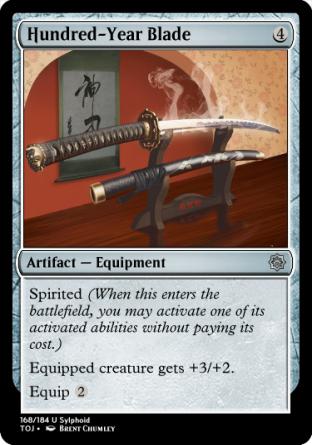 Hundred-Year Blade 4
Artifact — Equipment
Spirited (When this enters the
battlefield, you may activate one of its
activated abilities without paying its
cost.)
Equipped creature gets +3/+2.
Equip 2
168/184 U Sylphoid
TOJ • Brent Chumley